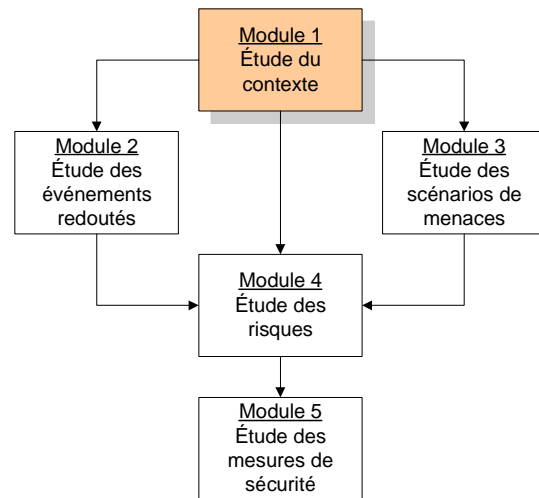 Module 1
Étude du
contexte
Module 2
Étude des
événements
redoutés
Module 3
Étude des
scénarios de
menaces
Module 4
Étude des
risques
Module 5
Étude des
mesures de
sécurité